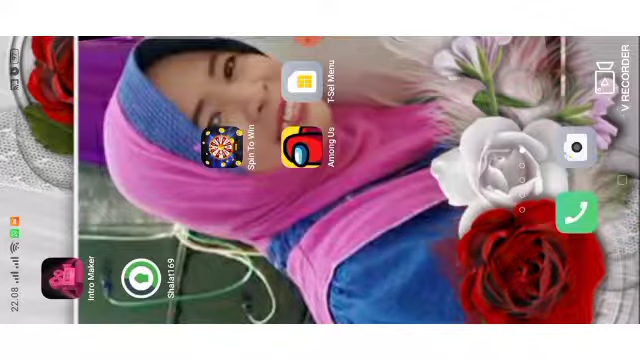 22.08
Intro Maker
Shalat169
Spin To Win
Among Us
T-Sel Menu
V RECORDER